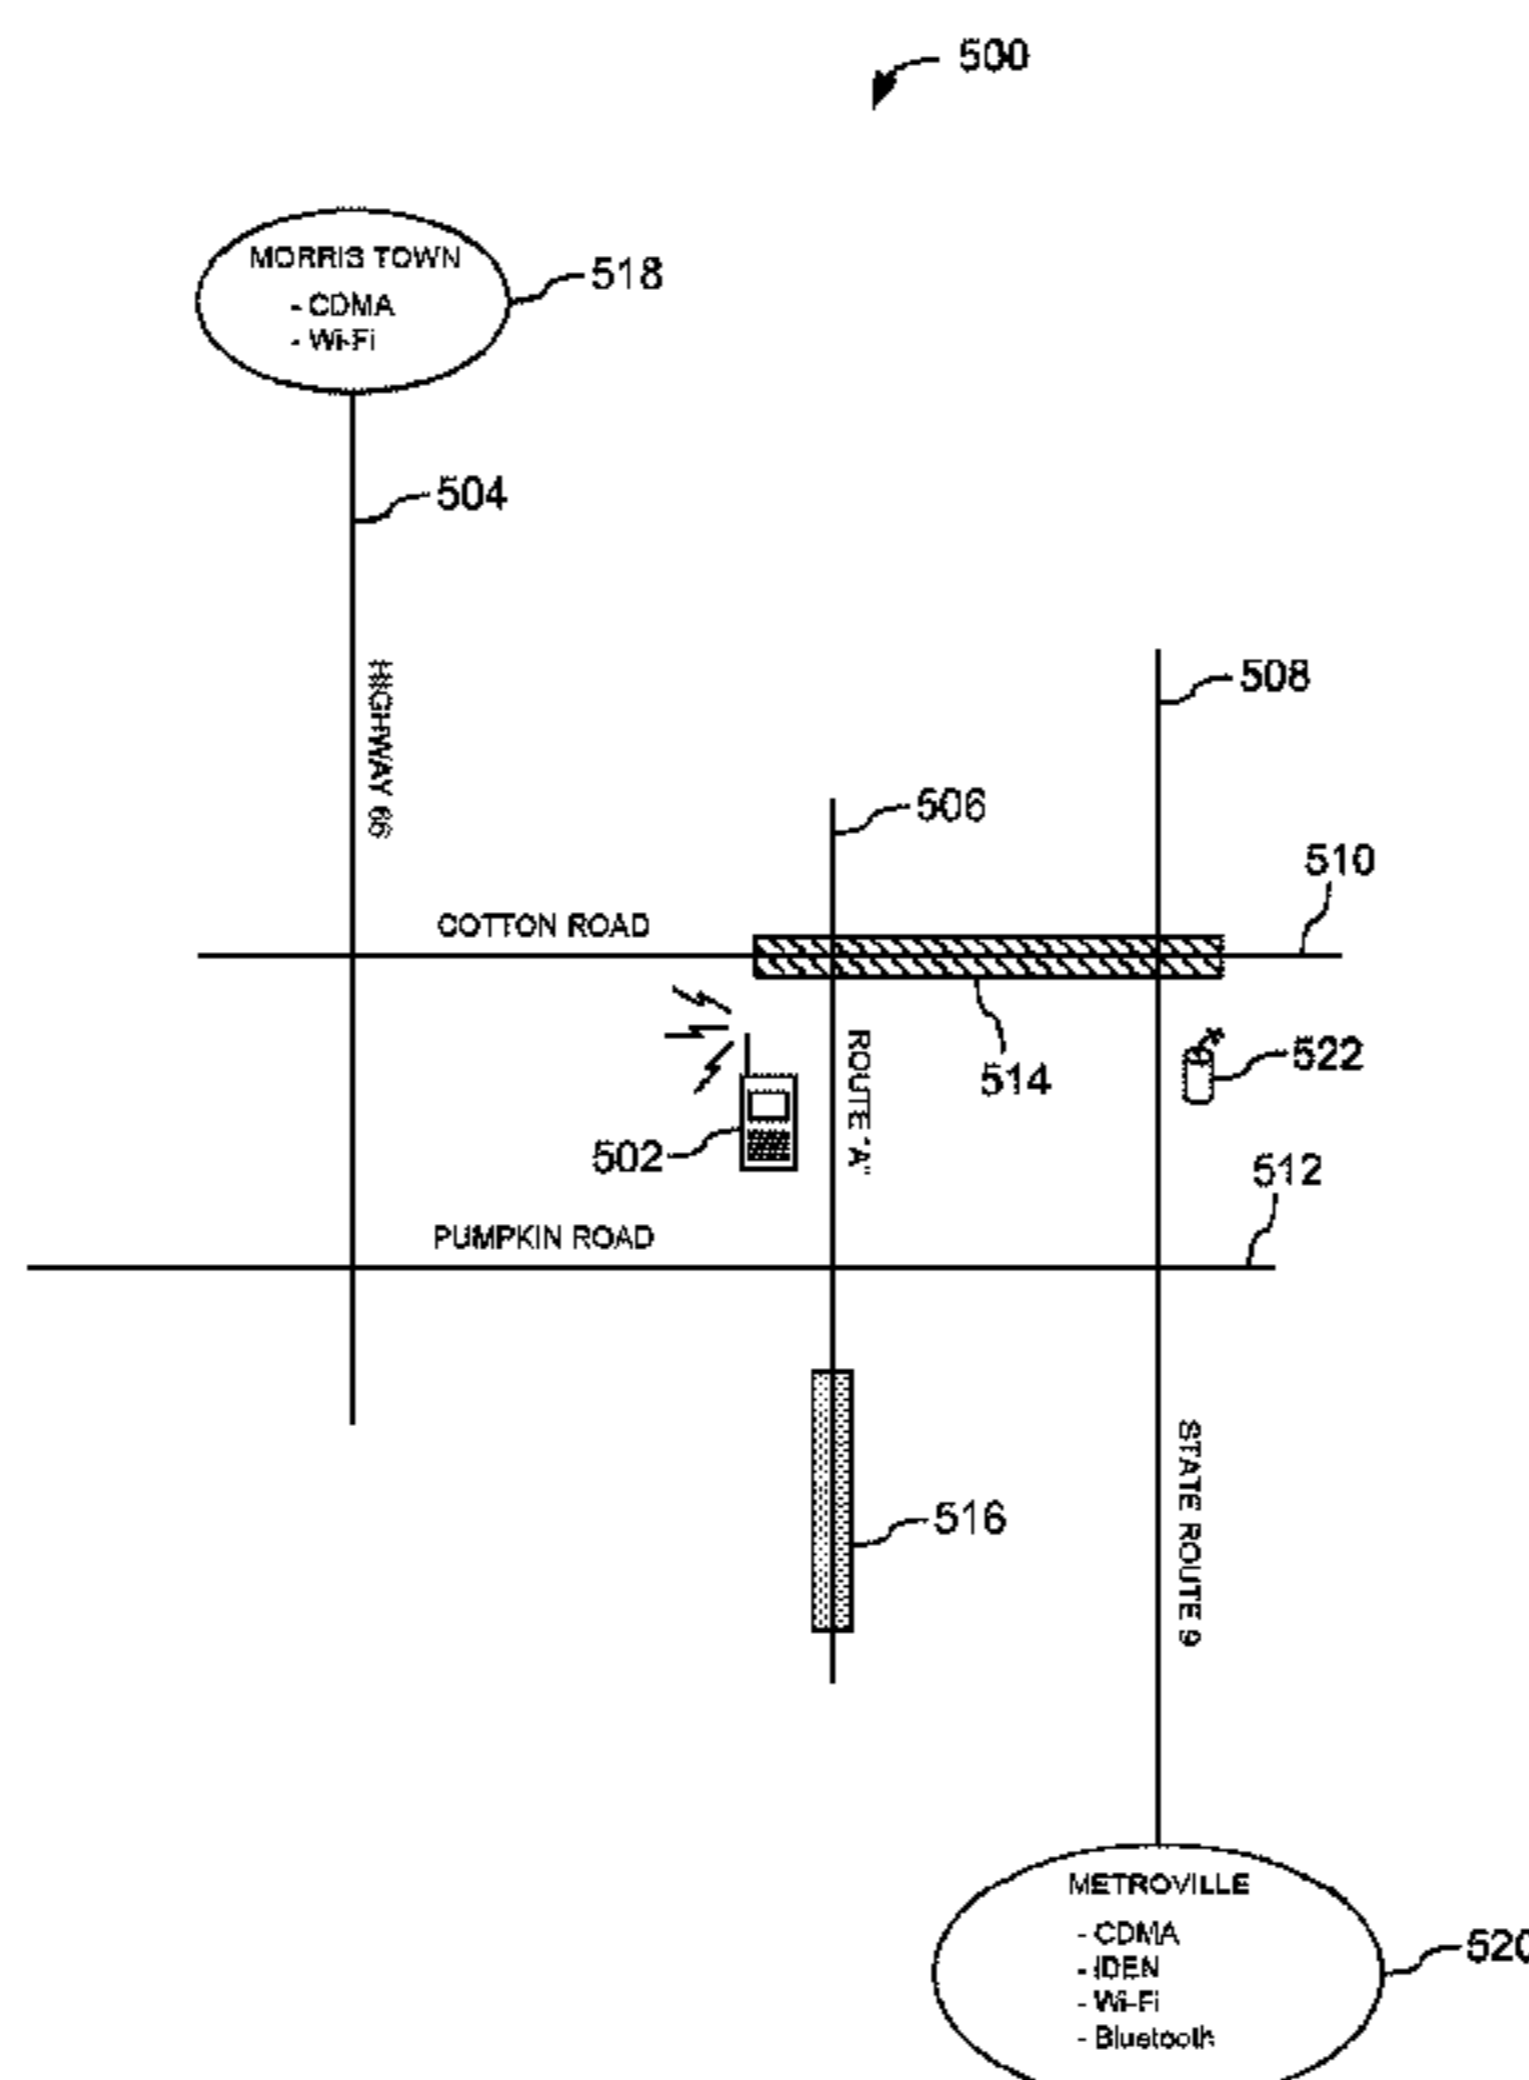 500
MORRIS TOWN
- CDMA
- Wi-Fi
518
504
HIGHWAY 66
508
506
510
COTTON ROAD
514
ROUTE "A"
522
502
512
PUMPKIN ROAD
516
STATE ROUTE 9
METROVILLE
- CDMA
- iDEN
- Wi-Fi
- Bluetooth
520